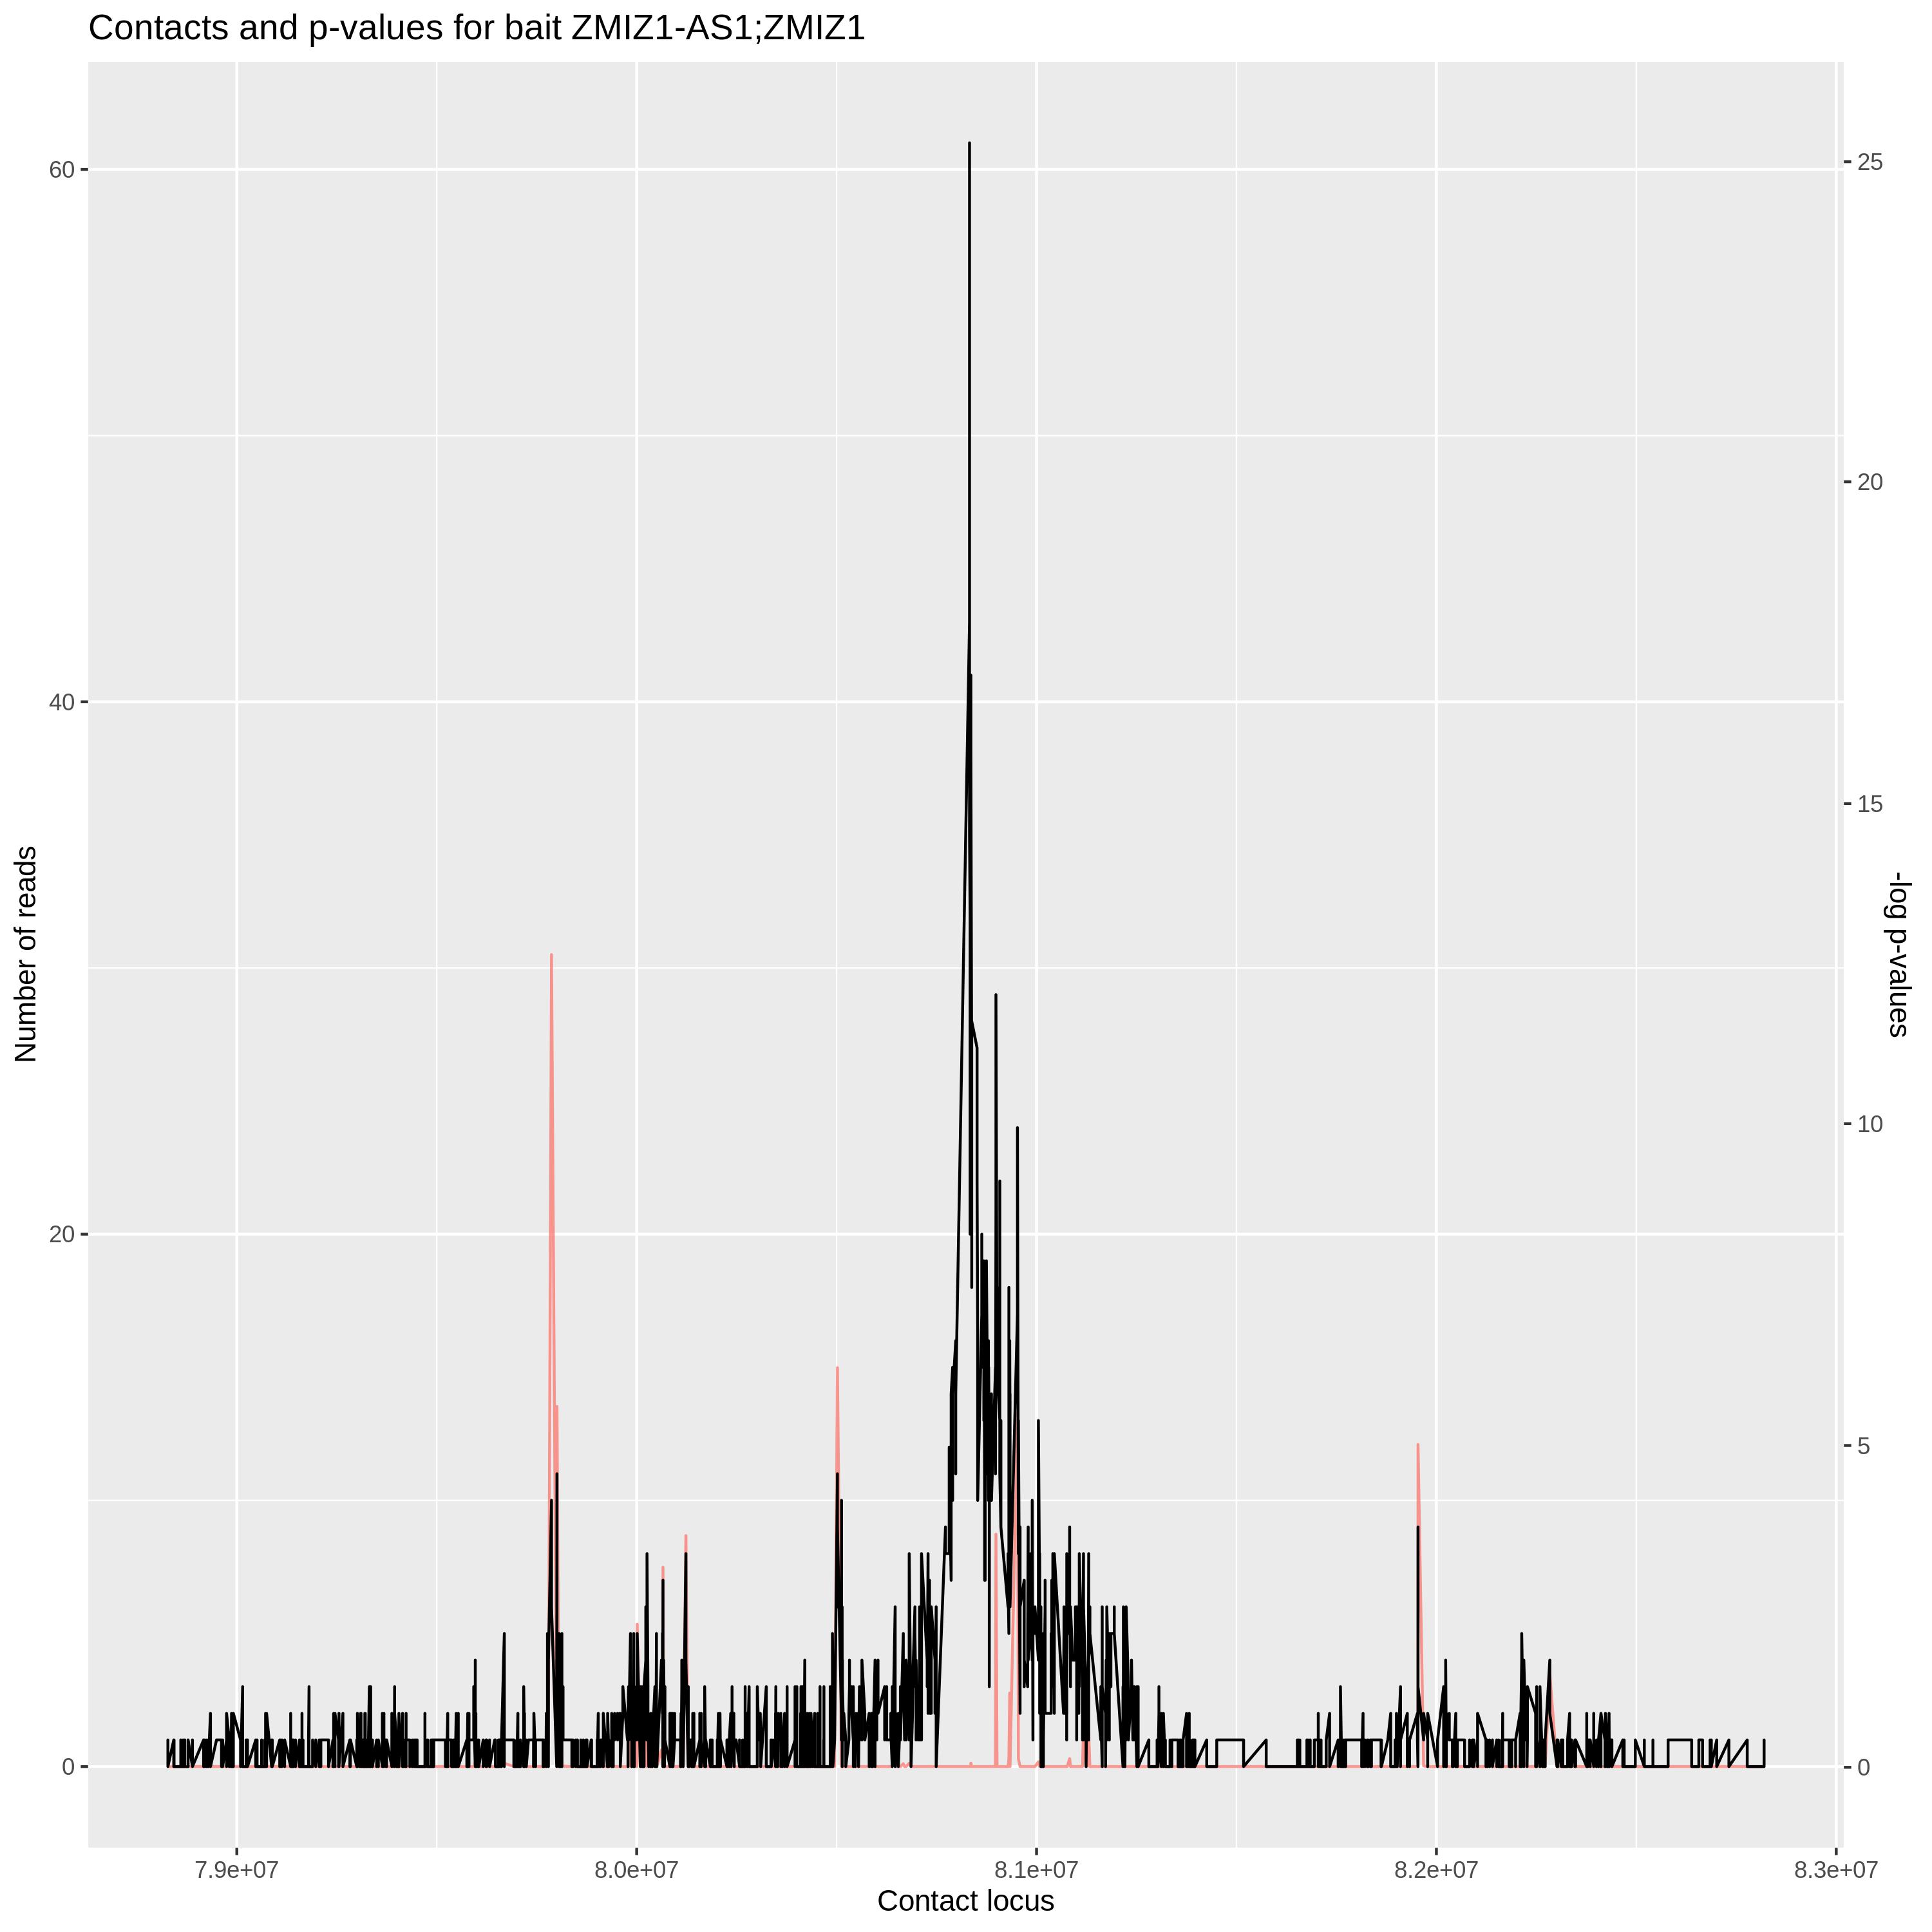 Contacts and p-values for bait ZMIZ1-AS1;ZMIZ1
60
40
20
0
Number of reads
25
20
15
10
5
0
-log p-values
7.9e+07
8.0e+07
8.1e+07
8.2e+07
8.3e+07
Contact locus